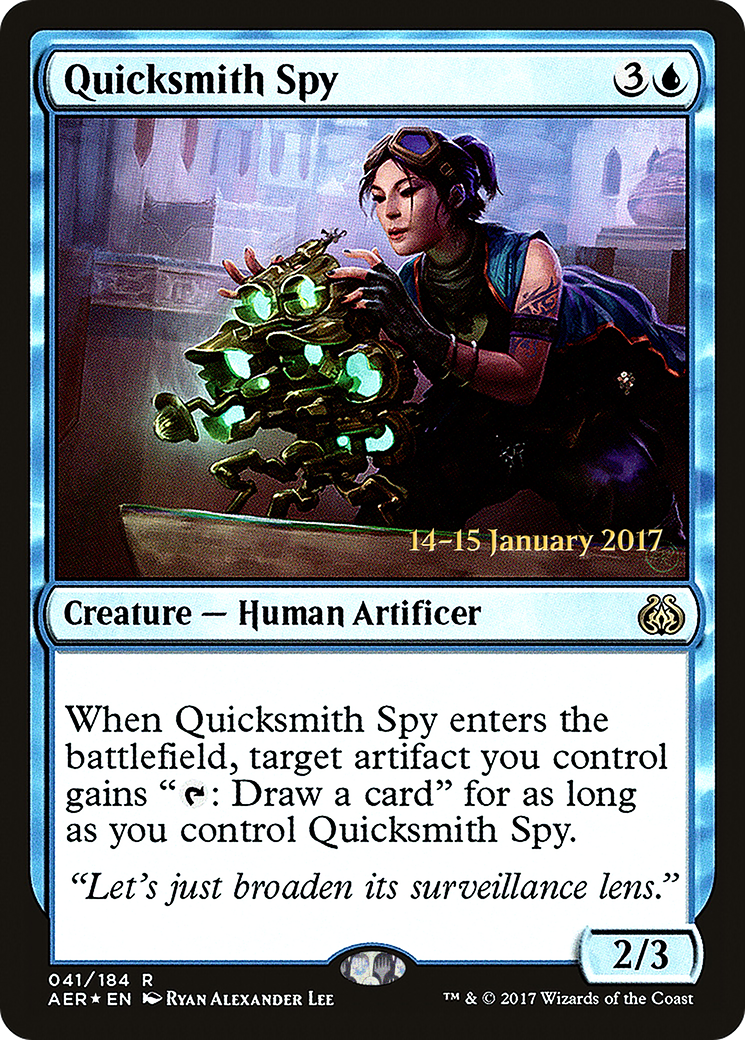 Quicksmith Spy 3
14–15 January 2017
Creature — Human Artificer
When Quicksmith Spy enters the
battlefield, target artifact you control
gains “: Draw a card” for as long
as you control Quicksmith Spy.
“Let’s just broaden its surveillance lens.”
2/3
041/184 R
AER★EN Ryan Alexander Lee
™ & © 2017 Wizards of the Coast